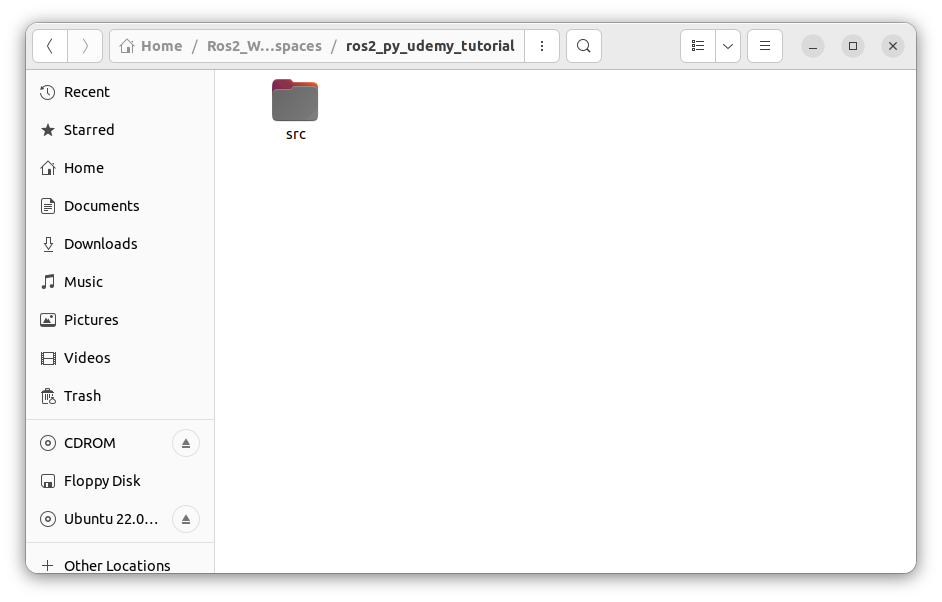 Home / Ros2_W...spaces / ros2_py_udemy_tutorial
Recent
Starred
Home
Documents
Downloads
Music
Pictures
Videos
Trash
CDROM
Floppy Disk
Ubuntu 22.0...
Other Locations
src